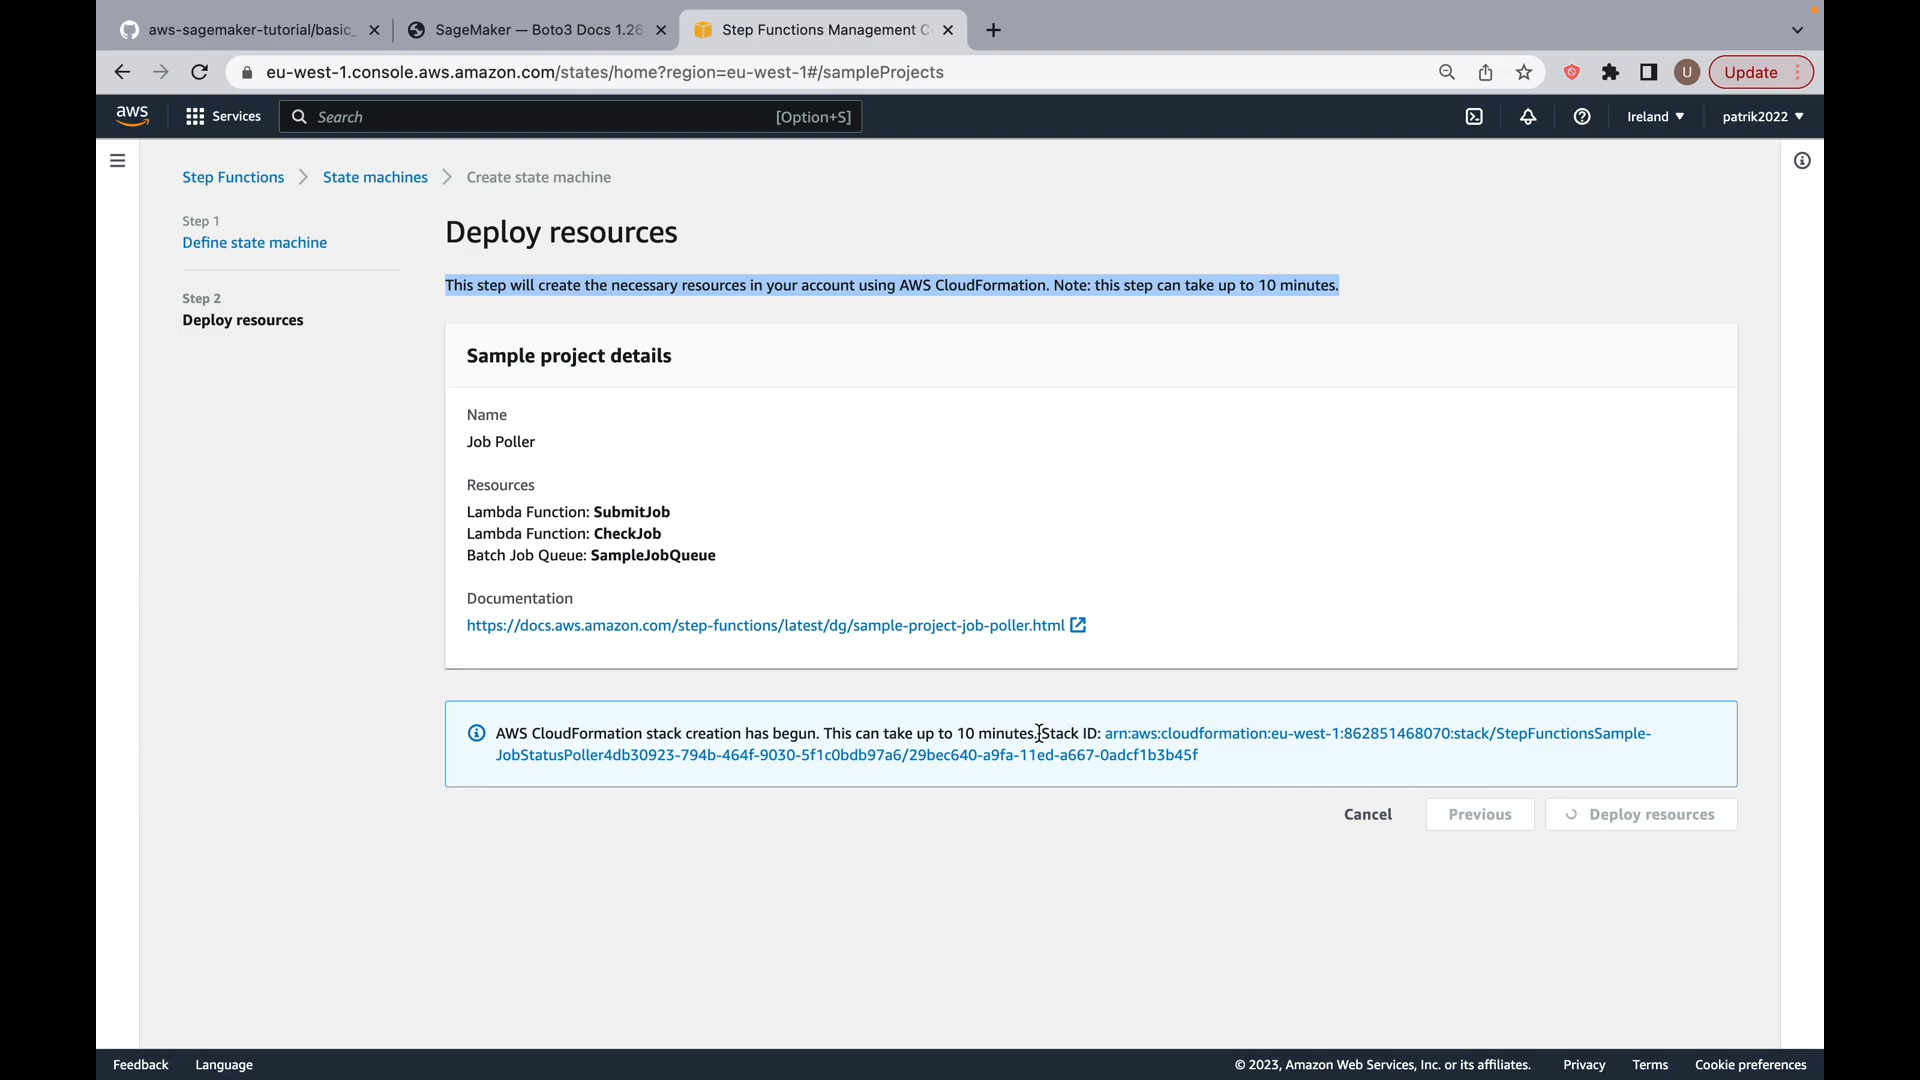 aws-sagemaker-tutorial/basic_
SageMaker — Boto3 Docs 1.26
Step Functions Management C
eu-west-1.console.aws.amazon.com/states/home?region=eu-west-1#/sampleProjects
U
Update
aws
Services
Search
[Option+S]
Ireland
patrik2022
Step Functions
State machines
Create state machine
Step 1
Define state machine
Step 2
Deploy resources
Deploy resources
This step will create the necessary resources in your account using AWS CloudFormation. Note: this step can take up to 10 minutes.
Sample project details
Name
Job Poller
Resources
Lambda Function: SubmitJob
Lambda Function: CheckJob
Batch Job Queue: SampleJobQueue
Documentation
https://docs.aws.amazon.com/step-functions/latest/dg/sample-project-job-poller.html
AWS CloudFormation stack creation has begun. This can take up to 10 minutes. Stack ID: arn:aws:cloudformation:eu-west-1:862851468070:stack/StepFunctionsSample-
JobStatusPoller4db30923-794b-464f-9030-5f1c0bdb97a6/29bec640-a9fa-11ed-a667-0adcf1b3b45f
Cancel
Previous
Deploy resources
Feedback
Language
© 2023, Amazon Web Services, Inc. or its affiliates.
Privacy
Terms
Cookie preferences